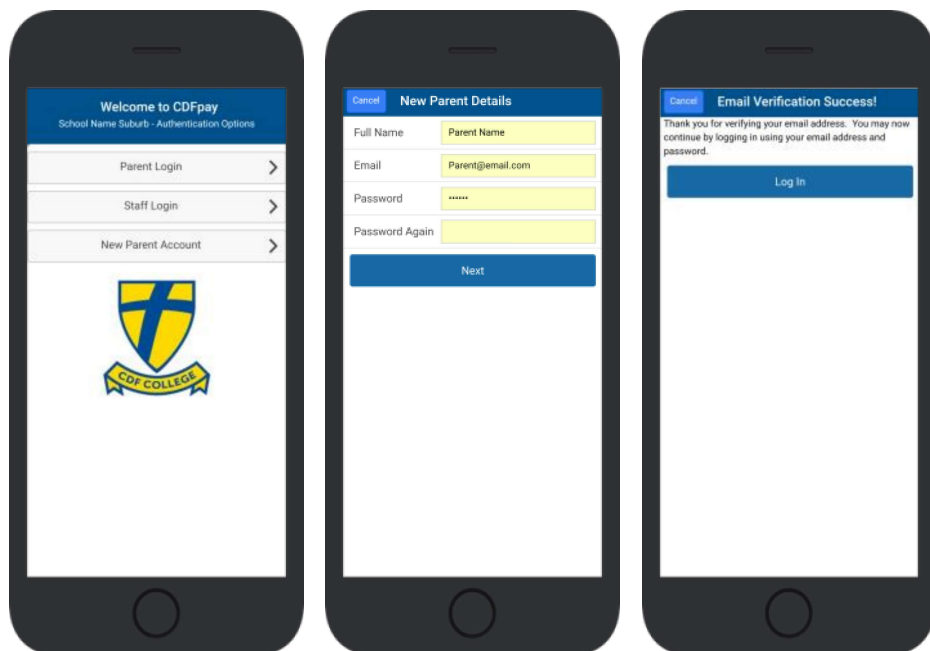 Welcome to CDFpay
School Name Suburb - Authentication Options
Parent Login
Staff Login
New Parent Account
CDF COLLEGE
Cancel New Parent Details
Full Name Parent Name
Email Parent@email.com
Password ••••••
Password Again
Next
Cancel Email Verification Success!
Thank you for verifying your email address. You may now
continue by logging in using your email address and
password.
Log In